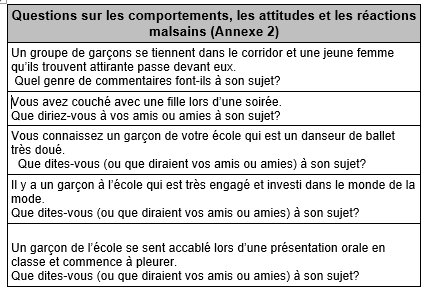 Questions sur les comportements, les attitudes et les réactions
malsains (Annexe 2)
Un groupe de garçons se tiennent dans le corridor et une jeune femme
qu'ils trouvent attirante passe devant eux.
Quel genre de commentaires font-ils à son sujet?
Vous avez couché avec une fille lors d'une soirée.
Que diriez-vous à vos amis ou amies à son sujet?
Vous connaissez un garçon de votre école qui est un danseur de ballet
très doué.
Que dites-vous (ou que diraient vos amis ou amies) à son sujet?
Il y a un garçon à l'école qui est très engagé et investi dans le monde de la
mode.
Que dites-vous (ou que diraient vos amis ou amies) à son sujet?
Un garçon de l'école se sent accablé lors d'une présentation orale en
classe et commence à pleurer.
Que dites-vous (ou que diraient vos amis ou amies) à son sujet?